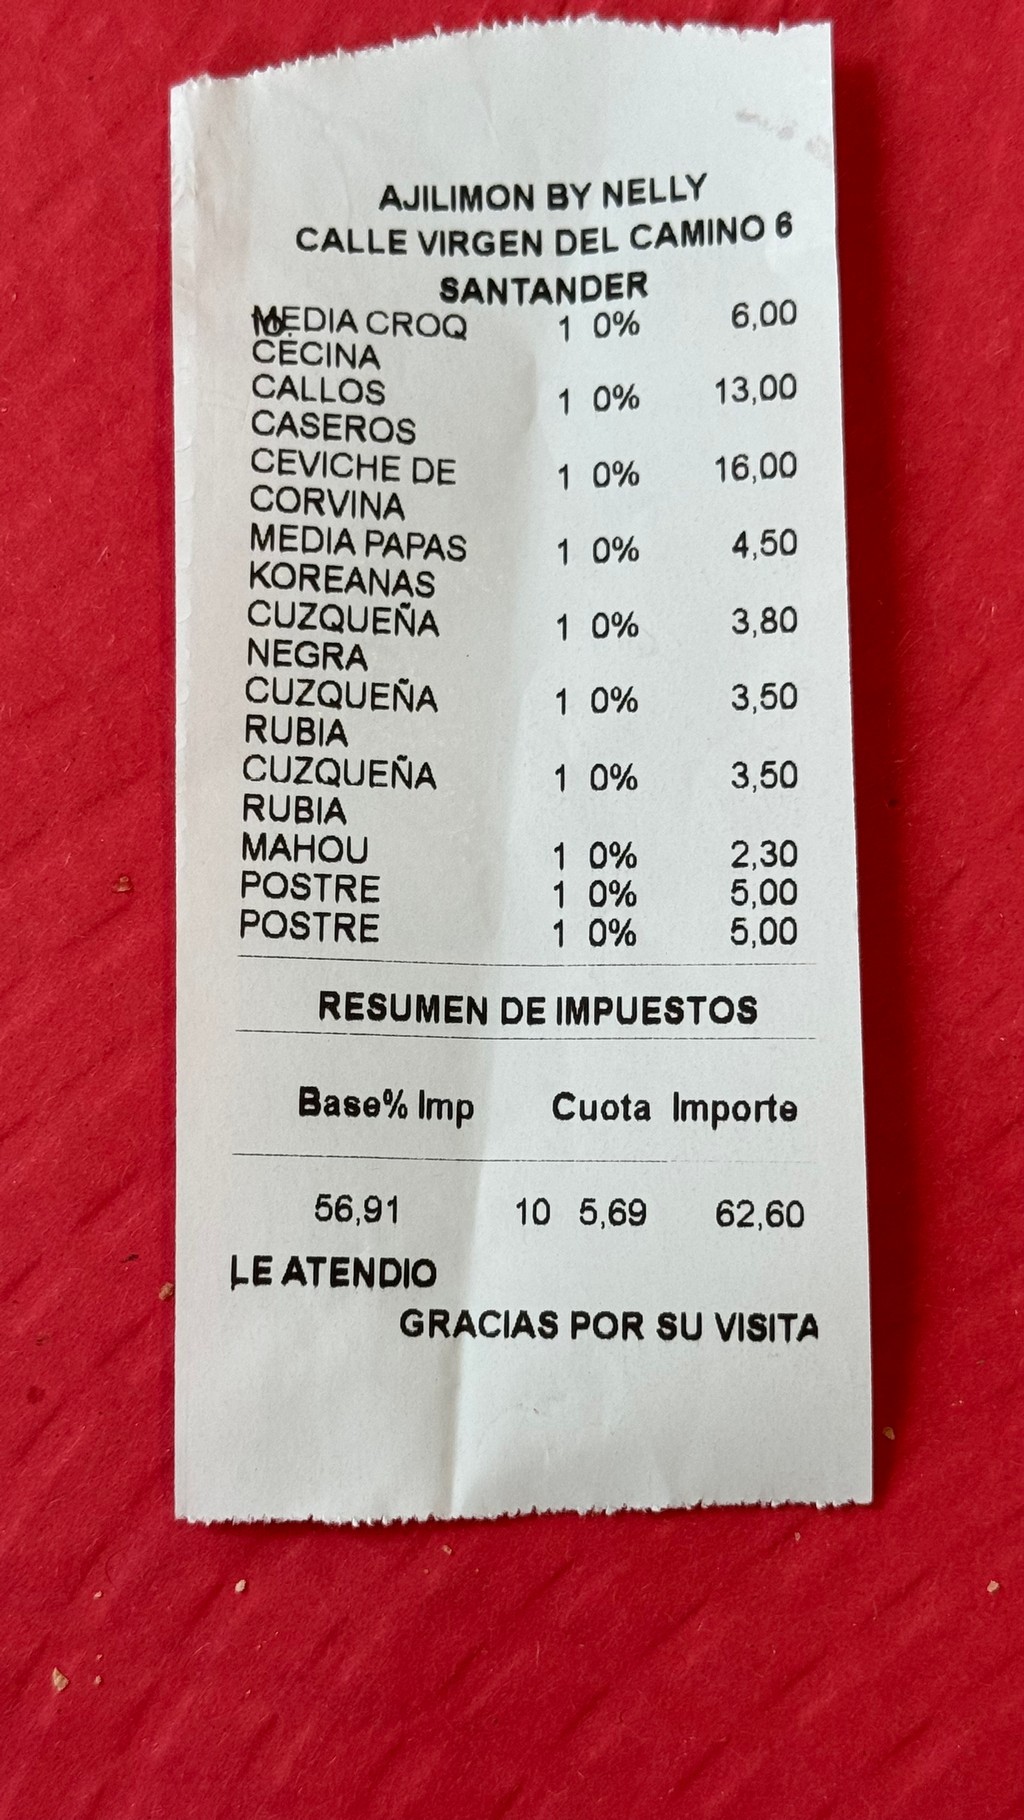 AJILIMON BY NELLY
CALLE VIRGEN DEL CAMINO 6
SANTANDER
MEDIA CROQ 1 0% 6,00
CECINA
CALLOS 1 0% 13,00
CASEROS
CEVICHE DE 1 0% 16,00
CORVINA
MEDIA PAPAS 1 0% 4,50
KOREANAS
CUZQUEÑA 1 0% 3,80
NEGRA
CUZQUEÑA 1 0% 3,50
RUBIA
CUZQUEÑA 1 0% 3,50
RUBIA
MAHOU 1 0% 2,30
POSTRE 1 0% 5,00
POSTRE 1 0% 5,00
RESUMEN DE IMPUESTOS
Base% Imp Cuota Importe
56,91 10 5,69 62,60
LE ATENDIO
GRACIAS POR SU VISITA